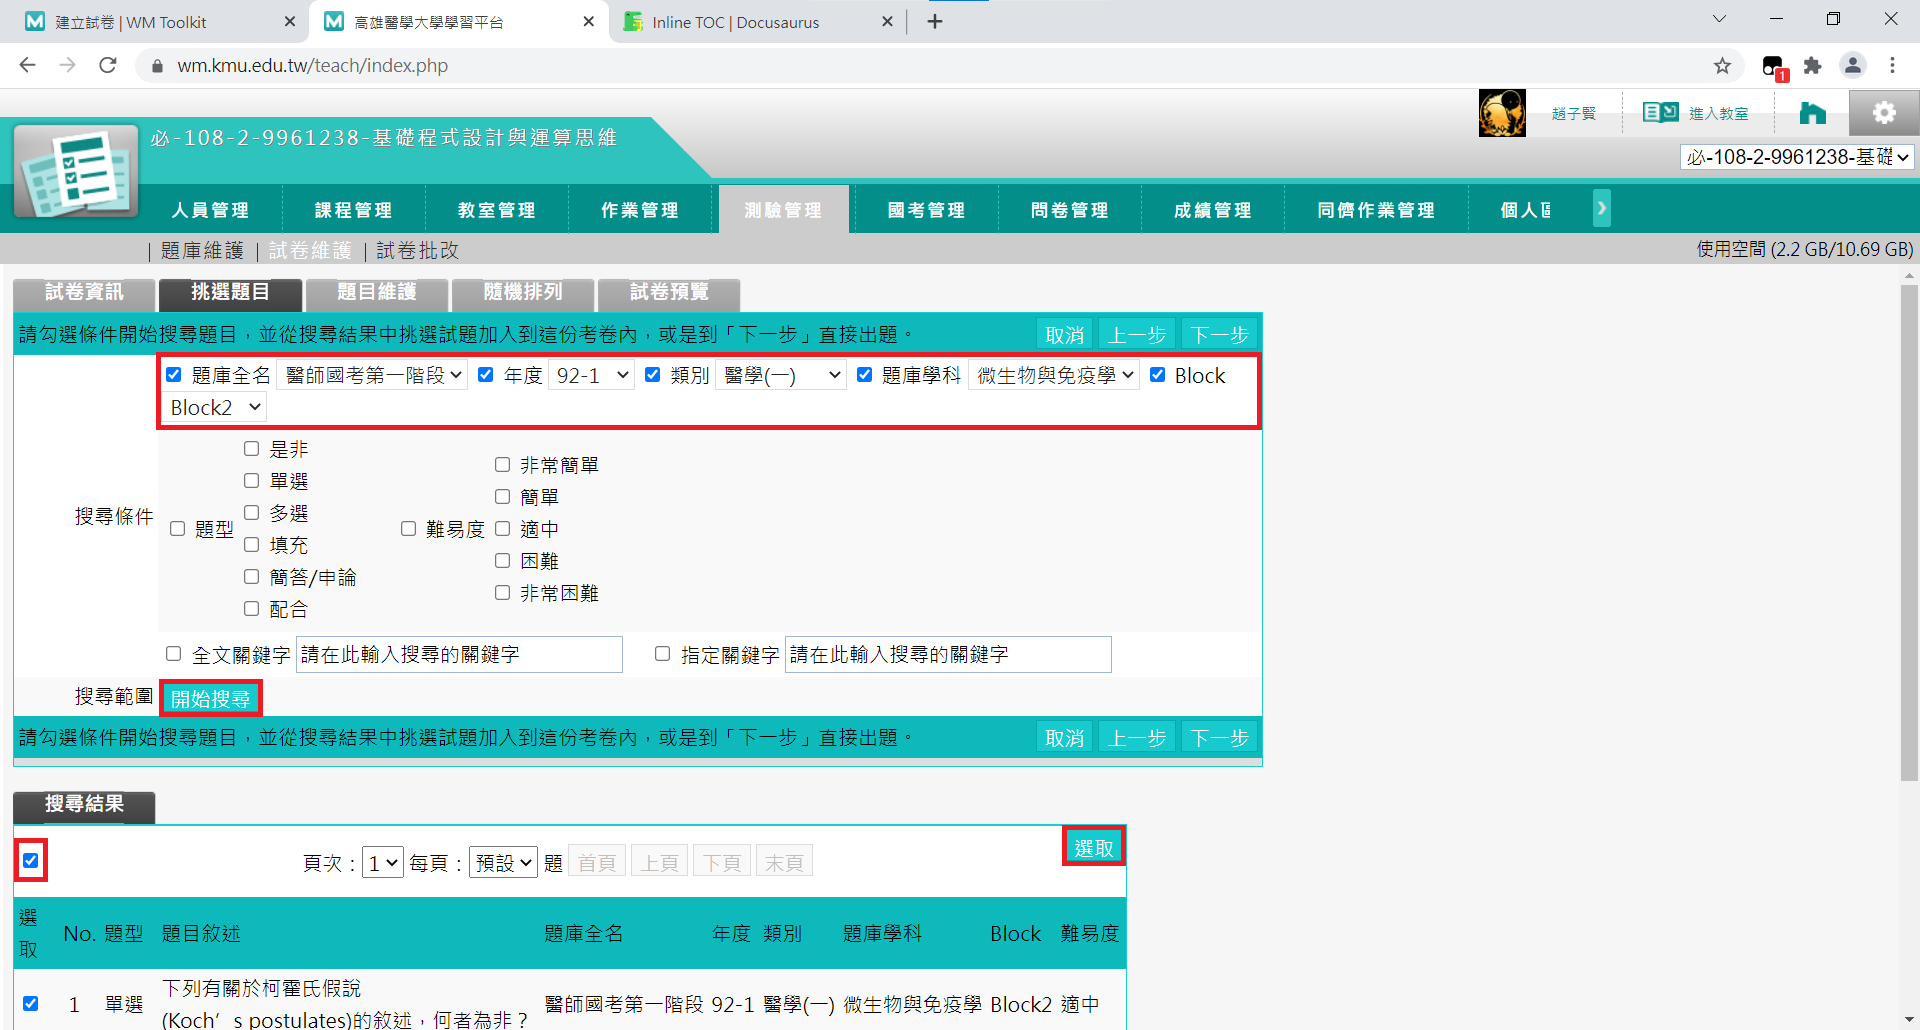 建立試卷 | WM Toolkit
高雄醫學大學學習平台
Inline TOC | Docusaurus
wm.kmu.edu.tw/teach/index.php
1
趙子賢
進入教室
必-108-2-9961238-基礎程式設計與運算思維
必-108-2-9961238-基礎
人員管理
課程管理
教室管理
作業管理
測驗管理
國考管理
問卷管理
成績管理
同儕作業管理
個人區
| 題庫維護 | 試卷維護 | 試卷批改
使用空間 (2.2 GB/10.69 GB)
試卷資訊
挑選題目
題目維護
隨機排列
試卷預覽
請勾選條件開始搜尋題目，並從搜尋結果中挑選試題加入到這份考卷內，或是到「下一步」直接出題。
取消 上一步 下一步
題庫全名 醫師國考第一階段 年度 92-1 類別 醫學(一) 題庫學科 微生物與免疫學 Block
Block2
搜尋條件
題型
是非
單選
多選
填充
簡答/申論
配合
難易度
非常簡單
簡單
適中
困難
非常困難
全文關鍵字 請在此輸入搜尋的關鍵字 指定關鍵字 請在此輸入搜尋的關鍵字
搜尋範圍 開始搜尋
請勾選條件開始搜尋題目，並從搜尋結果中挑選試題加入到這份考卷內，或是到「下一步」直接出題。
取消 上一步 下一步
搜尋結果
選取
頁次：1 每頁：預設 題 首頁 上頁 下頁 末頁
選取 No. 題型 題目敘述 題庫全名 年度 類別 題庫學科 Block 難易度
1 單選 下列有關於柯霍氏假說
(Koch’s postulates)的敘述，何者為非？
醫師國考第一階段 92-1 醫學(一) 微生物與免疫學 Block2 適中